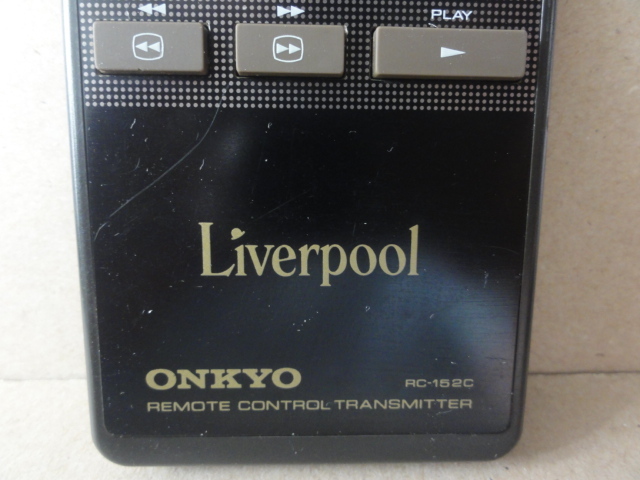 PLAY
Liverpool
ONKYO RC-152C
REMOTE CONTROL TRANSMITTER